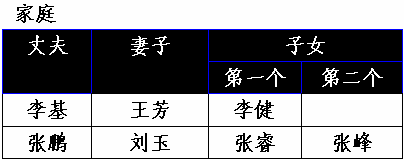 家庭
丈夫 妻子 子女
第一个 第二个
李基 王芳 李健
张鹏 刘玉 张睿 张峰